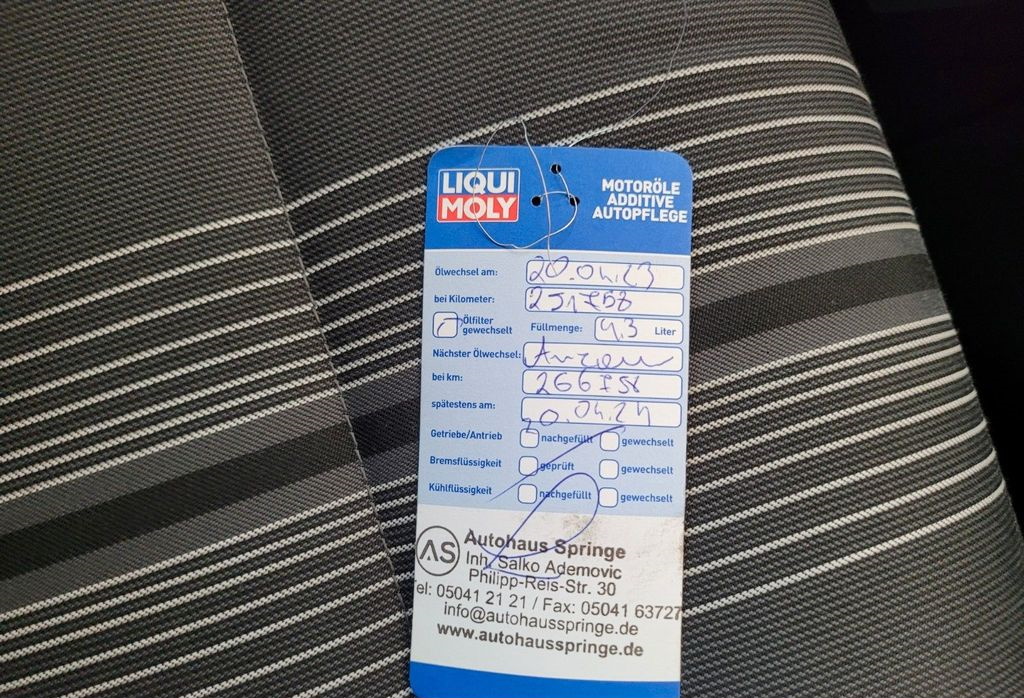 LIQUI
MOLY
MOTORÖLE
ADDITIVE
AUTOPFLEGE
Ölwechsel am: 20.04.23
bei Kilometer: 251758
Ölfilter
gewechselt
Füllmenge: 4,3 Liter
Nächster Ölwechsel:
bei km: 266758
spätestens am: 20.04.24
Getriebe/Antrieb nachgefüllt gewechselt
Bremsflüssigkeit geprüft gewechselt
Kühlflüssigkeit nachgefüllt gewechselt
AS
Autohaus Springe
Inh. Salko Ademovic
Philipp-Reis-Str. 30
el: 05041 21 21 / Fax: 05041 63727
info@autohausspringe.de
www.autohausspringe.de